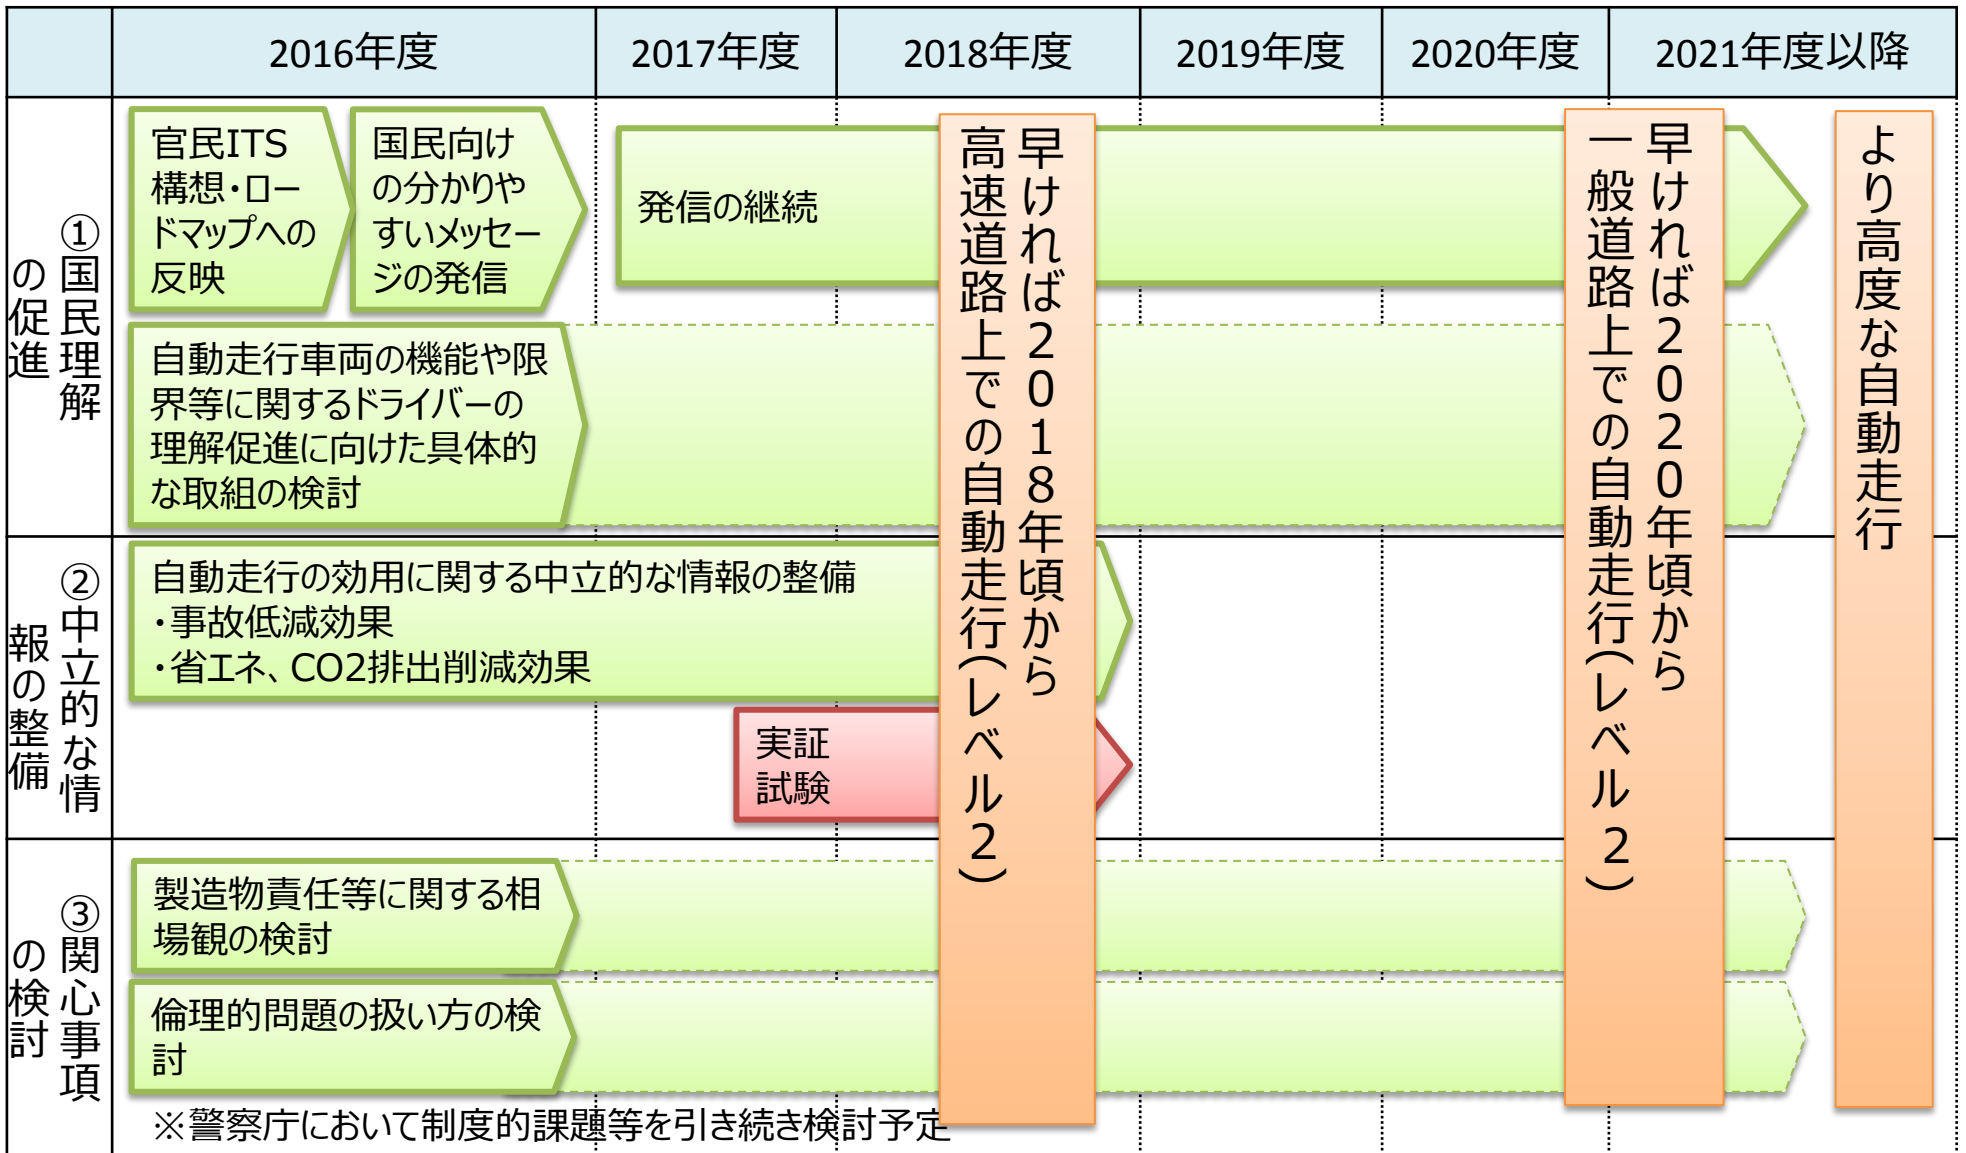 2016年度
2017年度
2018年度
2019年度
2020年度
2021年度以降
①国民理解
の促進
官民ITS
構想・ロー
ドマップへの
反映
国民向け
の分かりや
すいメッセー
ジの発信
発信の継続
自動走行車両の機能や限
界等に関するドライバーの
理解促進に向けた具体的
な取組の検討
②中立的な情
報の整備
自動走行の効用に関する中立的な情報の整備
・事故低減効果
・省エネ、CO2排出削減効果
実証
試験
③関心事項
の検討
製造物責任等に関する相
場観の検討
倫理的問題の扱い方の検
討
※警察庁において制度的課題等を引き続き検討予定
早ければ2018年頃から
高速道路上での自動走行(レベル2)
早ければ2020年頃から
一般道路上での自動走行(レベル2)
より高度な自動走行